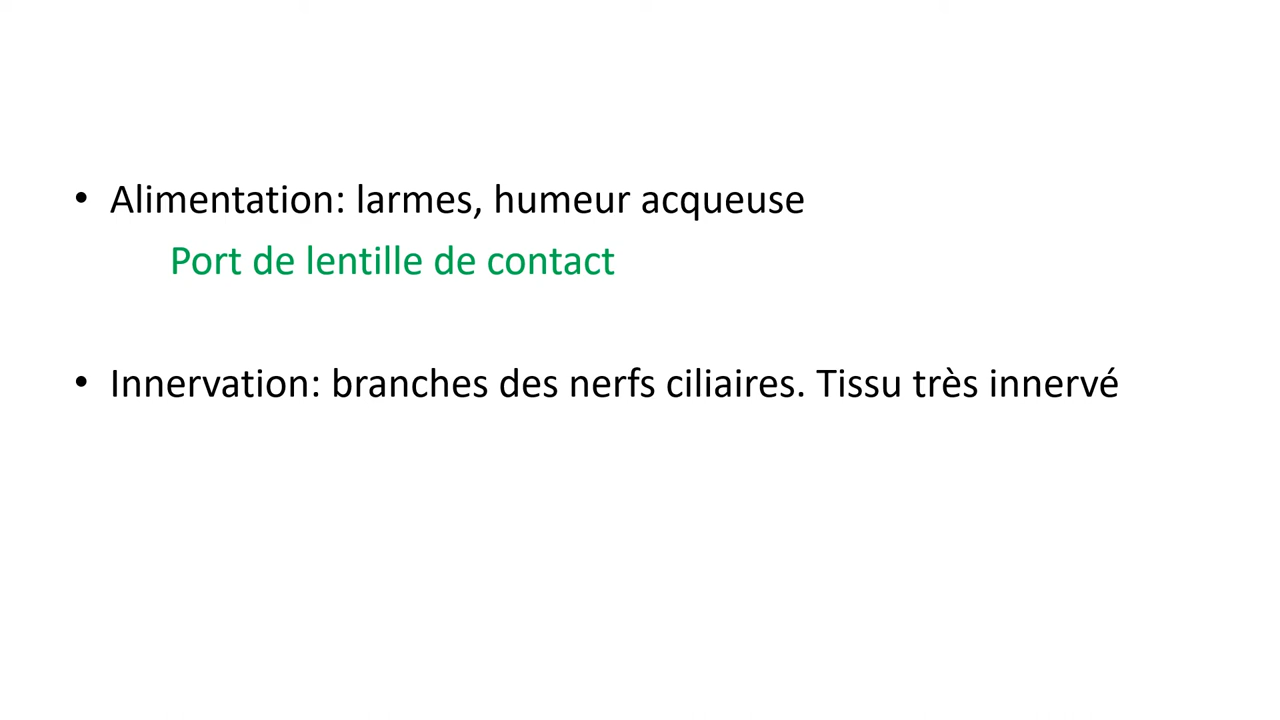 • Alimentation: larmes, humeur acqueuse
Port de lentille de contact
• Innervation: branches des nerfs ciliaires. Tissu très innervé